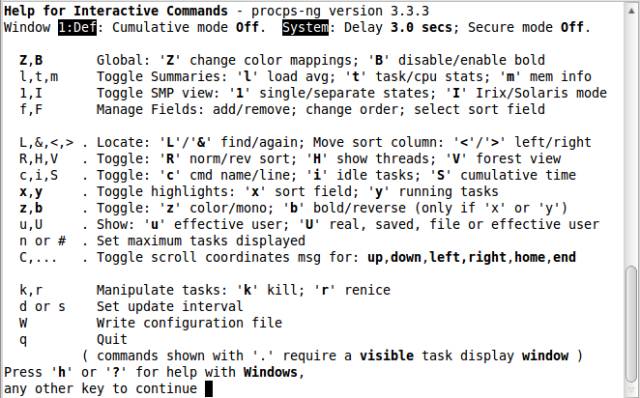 Help for Interactive Commands - procps-ng version 3.3.3
Window 1:Def: Cumulative mode Off.  System: Delay 3.0 secs; Secure mode Off.

  Z,B       Global: 'Z' change color mappings; 'B' disable/enable bold
  l,t,m     Toggle Summaries: 'l' load avg; 't' task/cpu stats; 'm' mem info
  1,I       Toggle SMP view: '1' single/separate states; 'I' Irix/Solaris mode
  f,F       Manage Fields: add/remove; change order; select sort field

  L,&,<,> . Locate: 'L'/'&' find/again; Move sort column: '<'/'>' left/right
  R,H,V   . Toggle: 'R' norm/rev sort; 'H' show threads; 'V' forest view
  c,i,S   . Toggle: 'c' cmd name/line; 'i' idle tasks; 'S' cumulative time
  x,y     . Toggle highlights: 'x' sort field; 'y' running tasks
  z,b     . Toggle: 'z' color/mono; 'b' bold/reverse (only if 'x' or 'y')
  u,U     . Show: 'u' effective user; 'U' real, saved, file or effective user
  n or #  . Set maximum tasks displayed
  C,...   . Toggle scroll coordinates msg for: up,down,left,right,home,end

  k,r       Manipulate tasks: 'k' kill; 'r' renice
  d or s    Set update interval
  W         Write configuration file
  q         Quit
          ( commands shown with '.' require a visible task display window )
Press 'h' or '?' for help with Windows,
any other key to continue